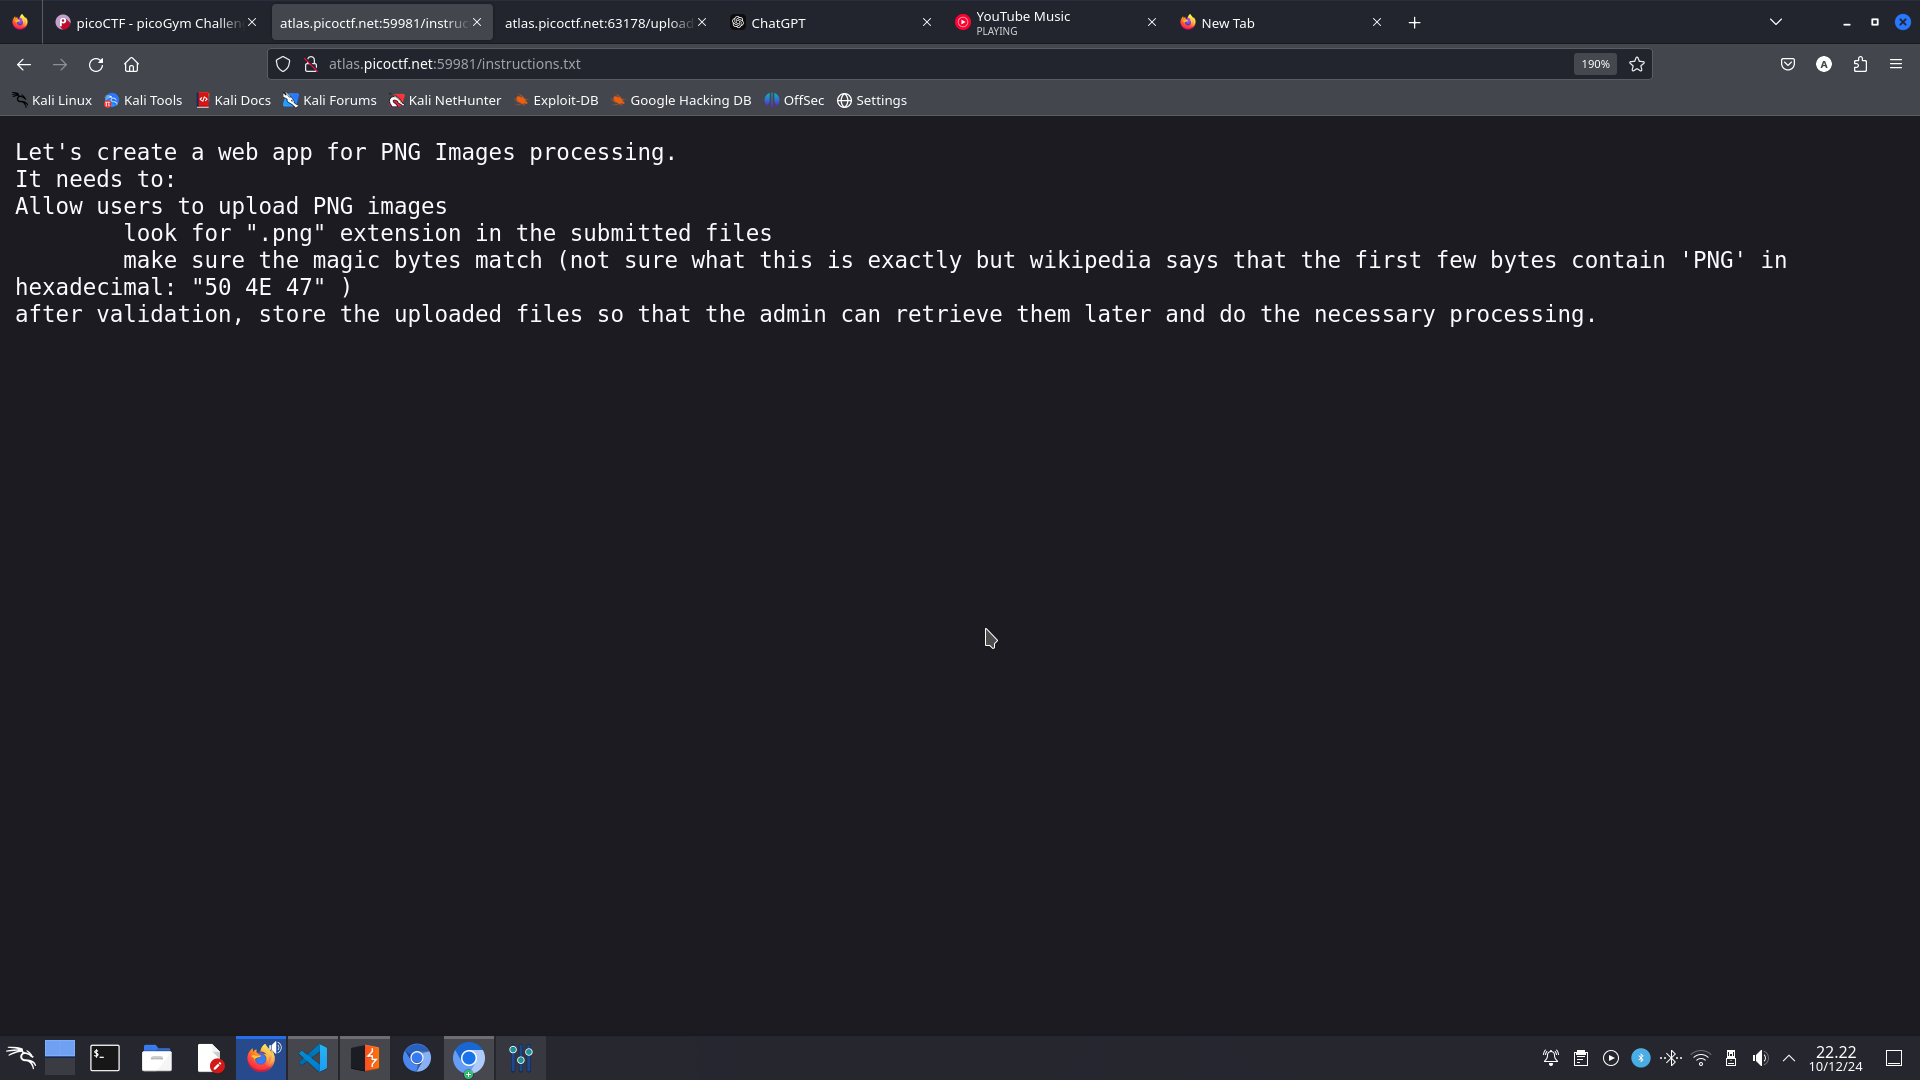 picoCTF - picoGym Challen
atlas.picoctf.net:59981/instruc
atlas.picoctf.net:63178/upload
ChatGPT
YouTube Music
PLAYING
New Tab
atlas.picoctf.net:59981/instructions.txt
190%
A
Kali Linux
Kali Tools
Kali Docs
Kali Forums
Kali NetHunter
Exploit-DB
Google Hacking DB
OffSec
Settings
Let's create a web app for PNG Images processing.
It needs to:
Allow users to upload PNG images
look for ".png" extension in the submitted files
make sure the magic bytes match (not sure what this is exactly but wikipedia says that the first few bytes contain 'PNG' in
hexadecimal: "50 4E 47" )
after validation, store the uploaded files so that the admin can retrieve them later and do the necessary processing.
$_
22.22
10/12/24